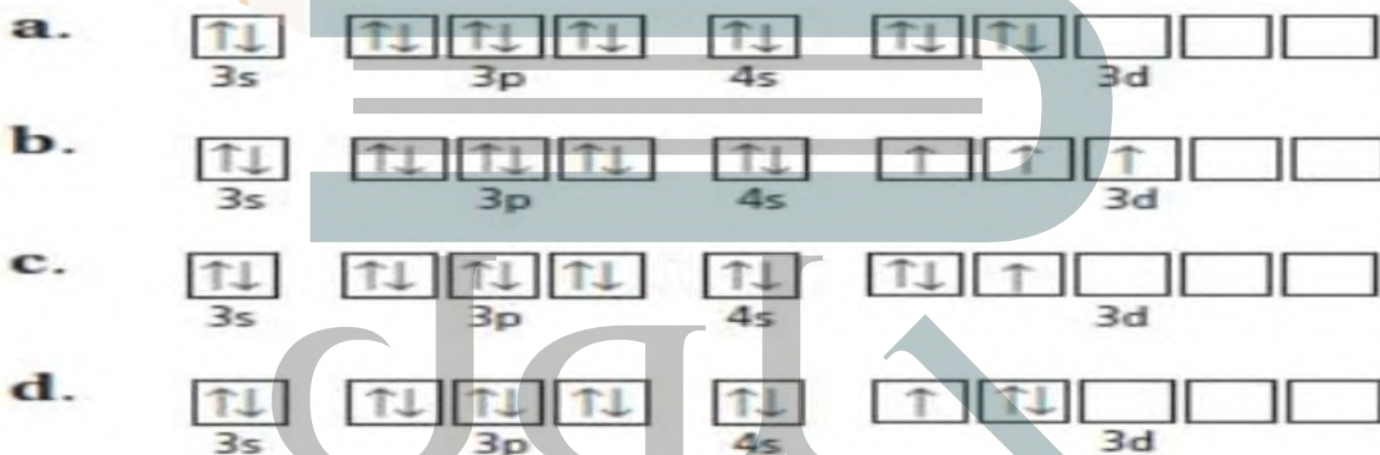 a. ↑↓ ↑↓ ↑↓ ↑↓ ↑↓ ↑↓ ↑↓
3s 3p 4s 3d
b. ↑↓ ↑↓ ↑↓ ↑↓ ↑↓ ↑ ↑ ↑
3s 3p 4s 3d
c. ↑↓ ↑↓ ↑↓ ↑↓ ↑↓ ↑↓ ↑
3s 3p 4s 3d
d. ↑↓ ↑↓ ↑↓ ↑↓ ↑↓ ↑ ↑↓
3s 3p 4s 3d